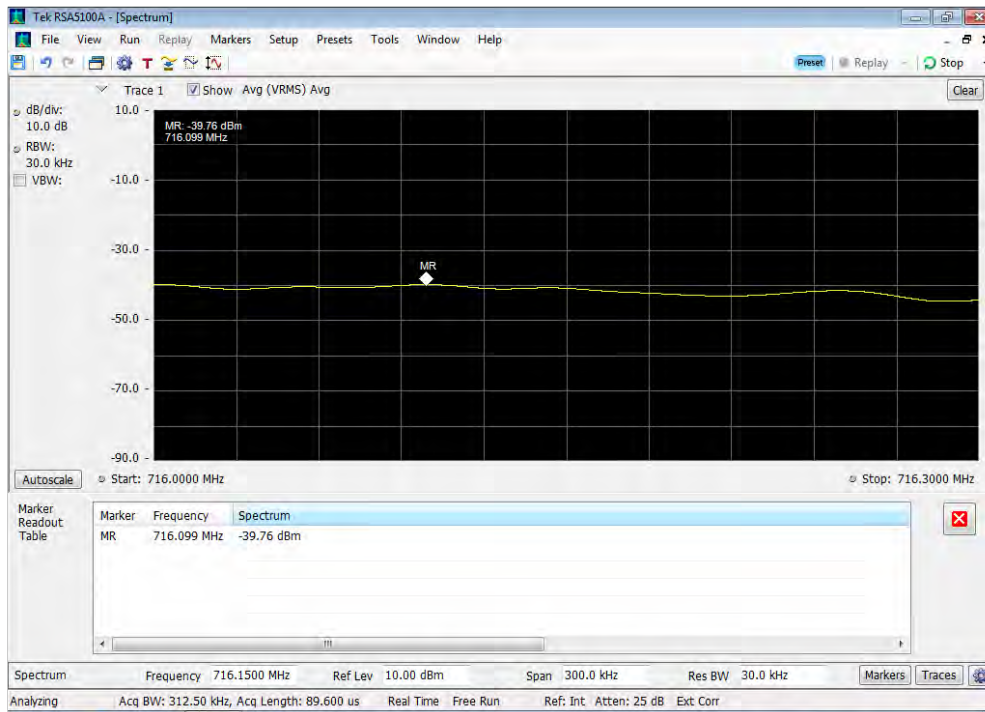 Tek RSA5100A - [Spectrum]
File View Run Replay Markers Setup Presets Tools Window Help
T Preset Replay Stop
Trace 1 Show Avg (VRMS) Avg Clear
dB/div:
10.0 dB
RBW:
30.0 kHz
VBW:
10.0
-10.0
-30.0
-50.0
-70.0
-90.0
MR: -39.76 dBm
716.099 MHz
MR
Autoscale Start: 716.0000 MHz Stop: 716.3000 MHz
Marker
Readout
Table
Marker Frequency Spectrum
MR 716.099 MHz -39.76 dBm
Spectrum Frequency 716.1500 MHz Ref Lev 10.00 dBm Span 300.0 kHz Res BW 30.0 kHz Markers Traces
Analyzing Acq BW: 312.50 kHz, Acq Length: 89.600 us Real Time Free Run Ref: Int Atten: 25 dB Ext Corr